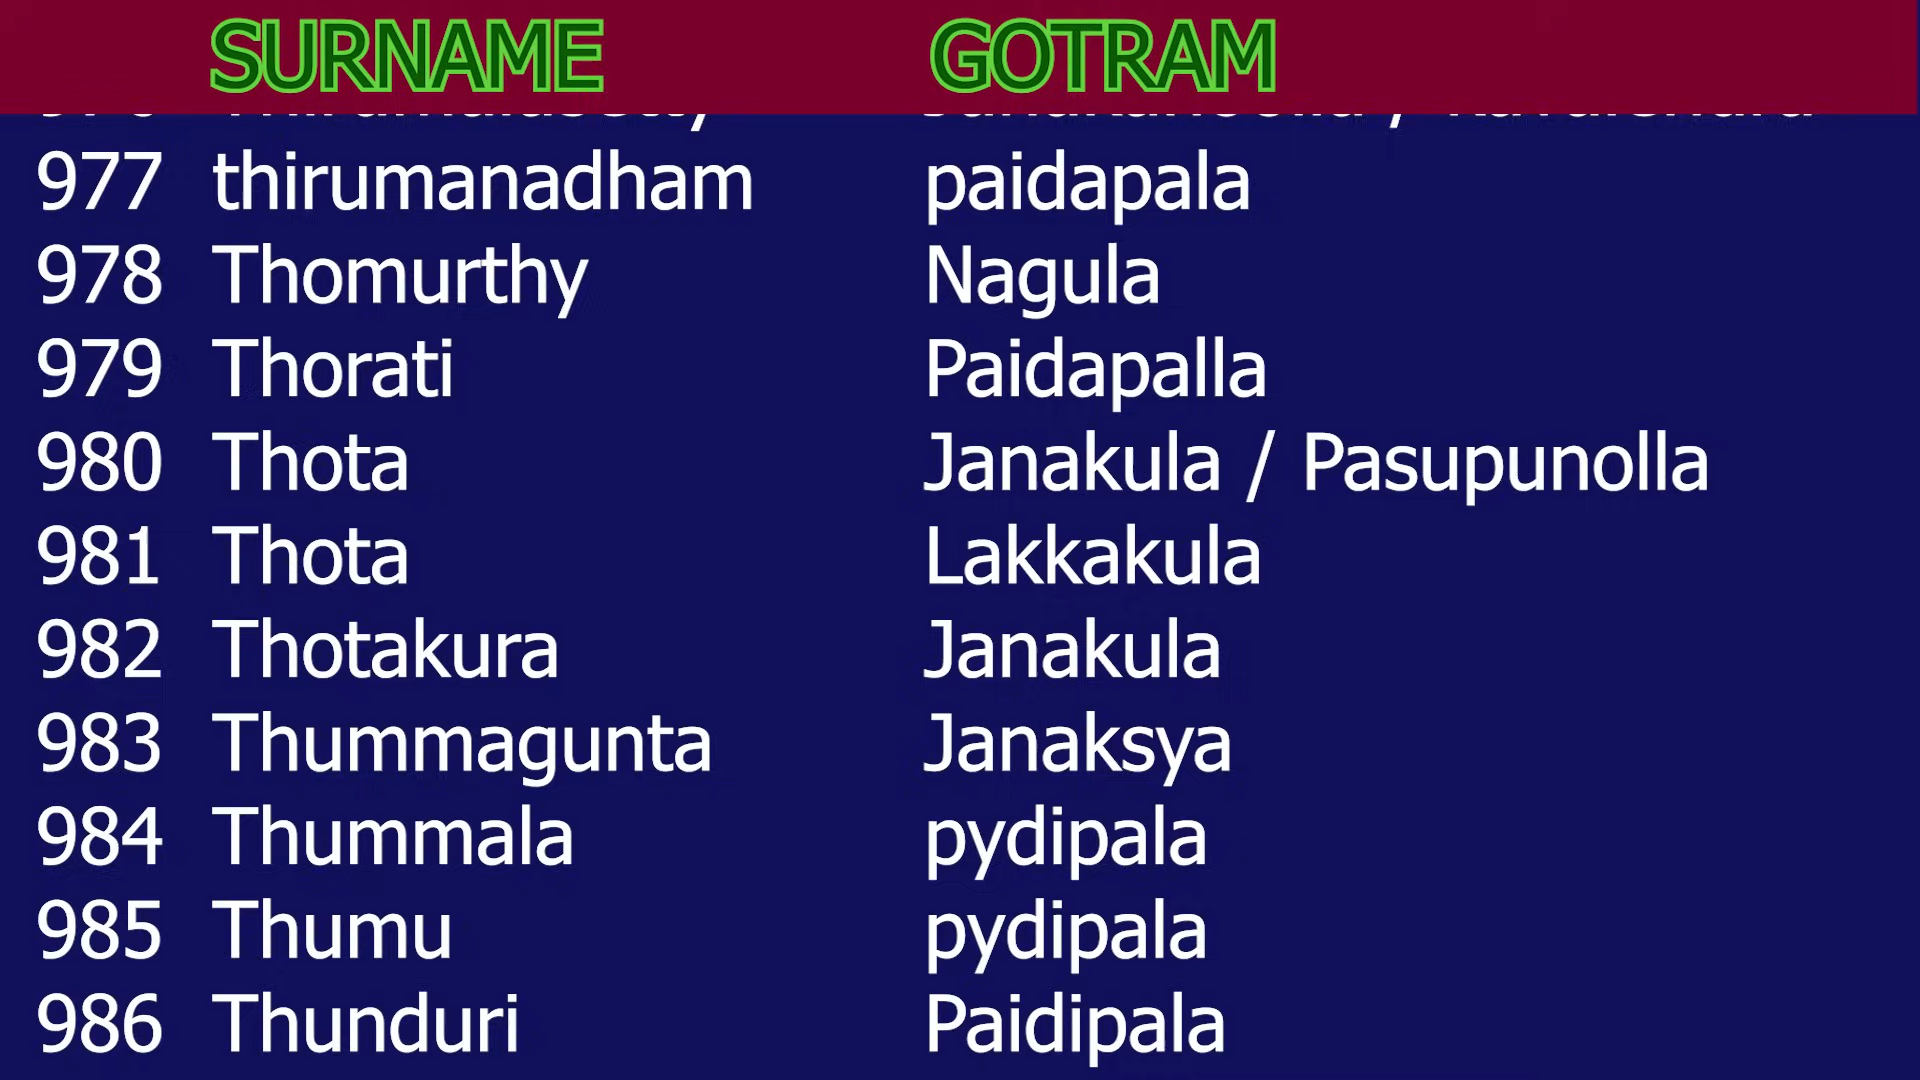 SURNAME GOTRAM
977 thirumanadham paidapala
978 Thomurthy Nagula
979 Thorati Paidapalla
980 Thota Janakula / Pasupunolla
981 Thota Lakkakula
982 Thotakura Janakula
983 Thummagunta Janaksya
984 Thummala pydipala
985 Thumu pydipala
986 Thunduri Paidipala